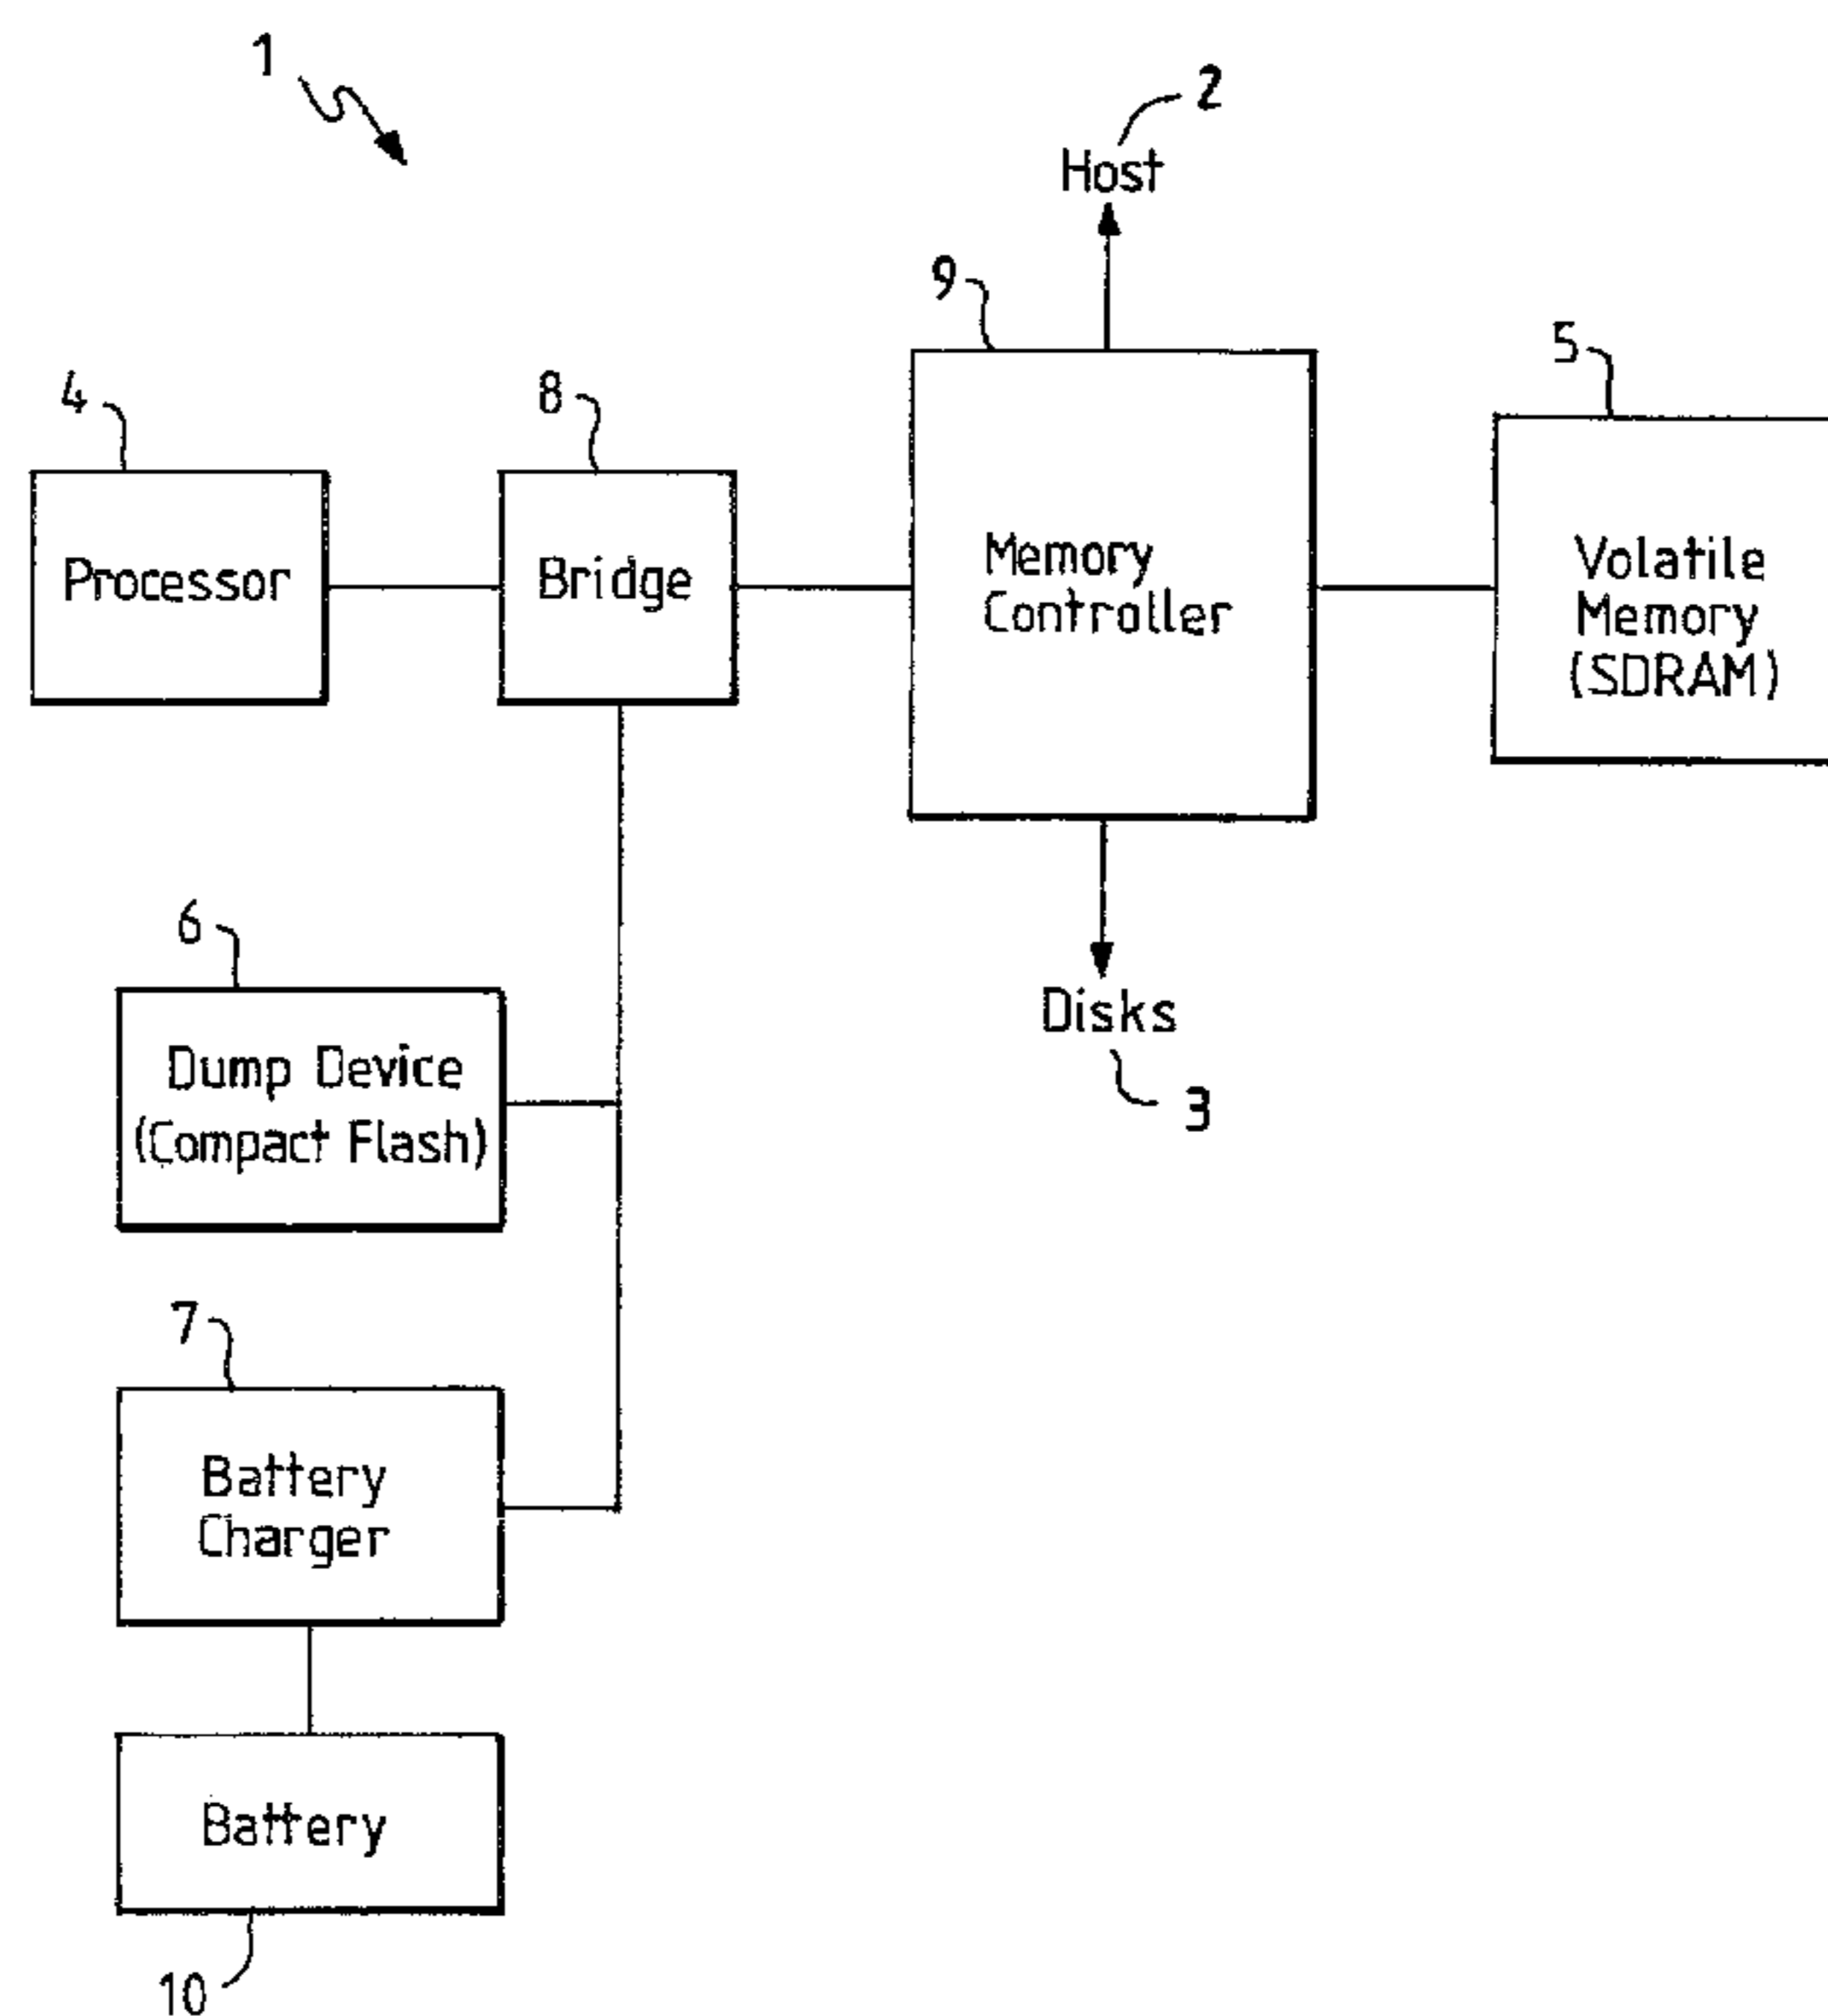 1
2
Host
9
5
4
8
Processor
Bridge
Memory
Controller
Volatile
Memory
(SDRAM)
6
Disks
3
Dump Device
(Compact Flash)
7
Battery
Charger
Battery
10